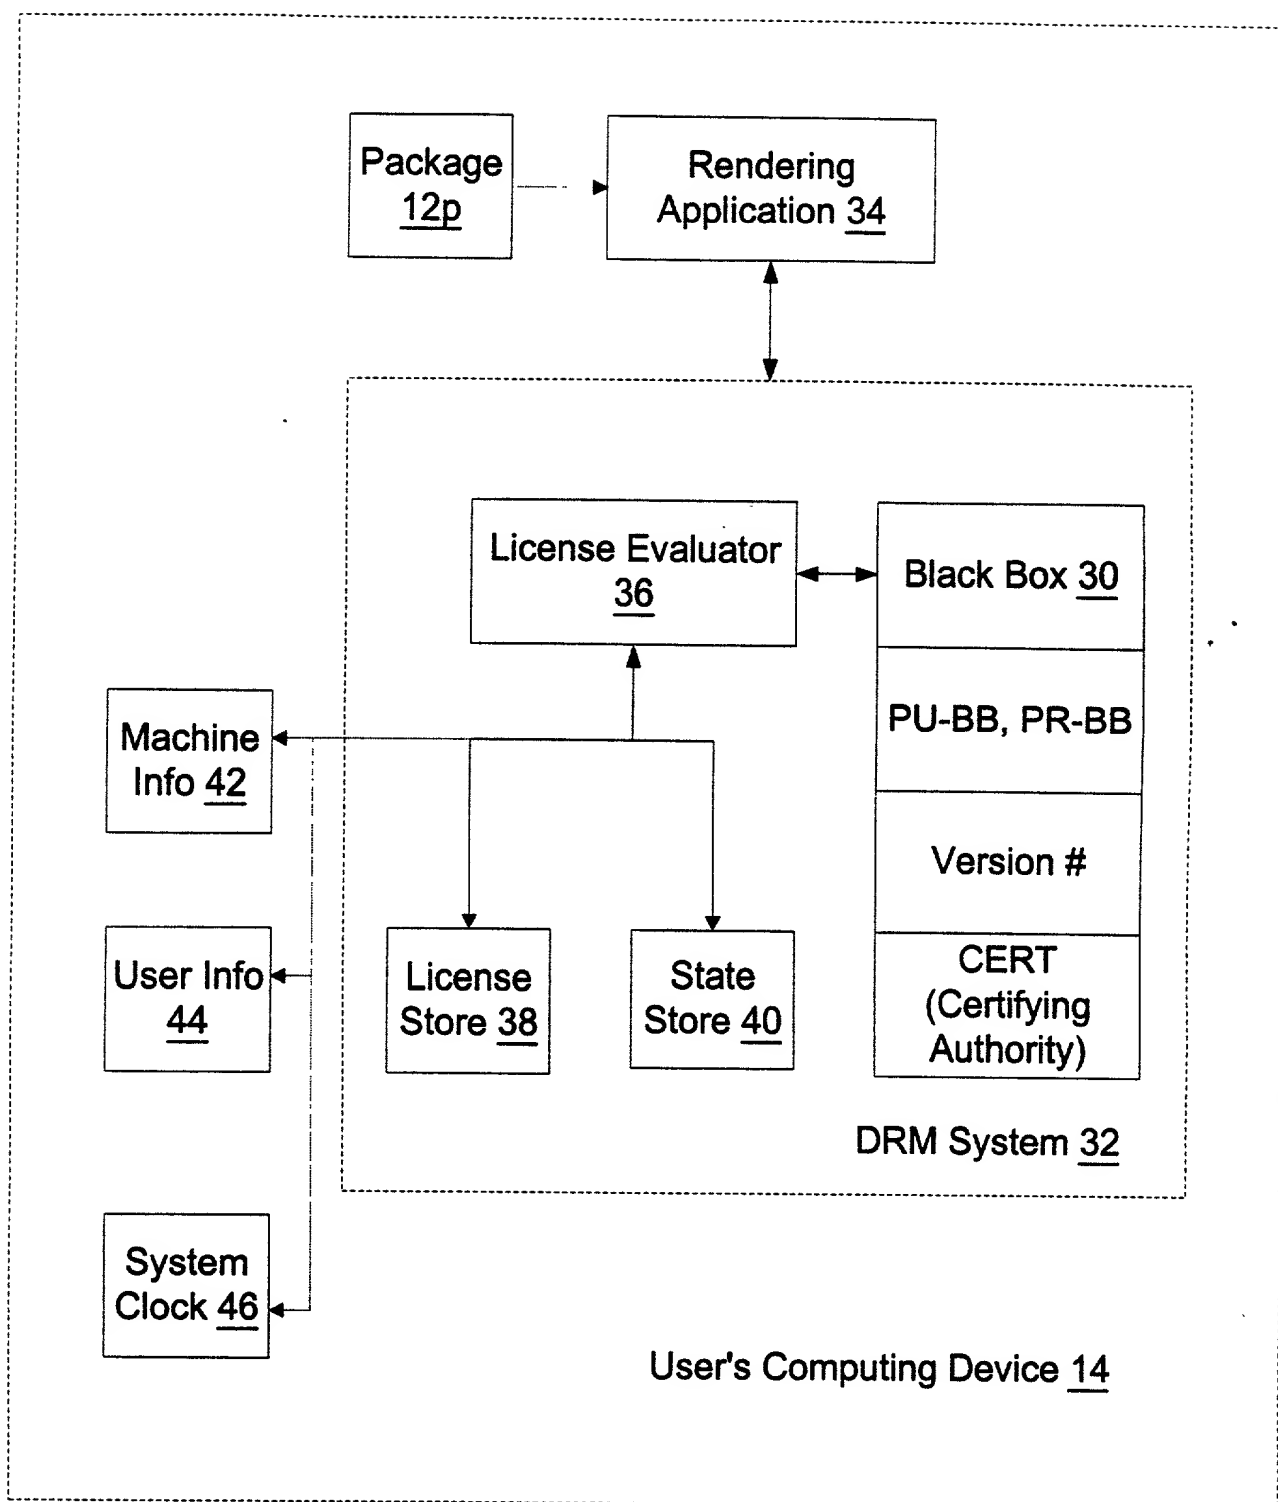 Package
12p
Rendering
Application 34
License Evaluator
36
Black Box 30
PU-BB, PR-BB
Version #
CERT
(Certifying
Authority)
Machine
Info 42
User Info
44
License
Store 38
State
Store 40
DRM System 32
System
Clock 46
User's Computing Device 14